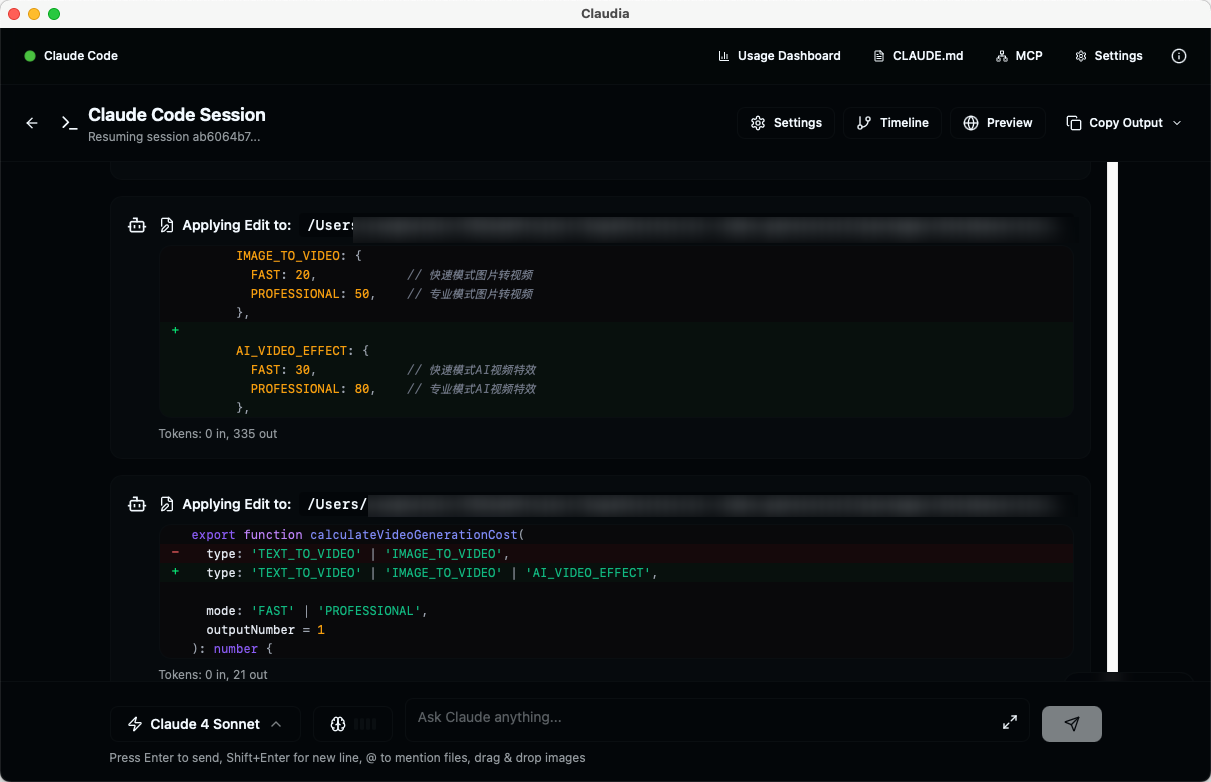 Claudia
Claude Code
Usage Dashboard
CLAUDE.md
MCP
Settings
Claude Code Session
Resuming session ab6064b7...
Settings
Timeline
Preview
Copy Output
Applying Edit to: /Users
IMAGE_TO_VIDEO: {
FAST: 20, // 快速模式图片转视频
PROFESSIONAL: 50, // 专业模式图片转视频
},
+
AI_VIDEO_EFFECT: {
FAST: 30, // 快速模式AI视频特效
PROFESSIONAL: 80, // 专业模式AI视频特效
},
Tokens: 0 in, 335 out
Applying Edit to: /Users/
export function calculateVideoGenerationCost(
- type: 'TEXT_TO_VIDEO' | 'IMAGE_TO_VIDEO',
+ type: 'TEXT_TO_VIDEO' | 'IMAGE_TO_VIDEO' | 'AI_VIDEO_EFFECT',
mode: 'FAST' | 'PROFESSIONAL',
outputNumber = 1
): number {
Tokens: 0 in, 21 out
Claude 4 Sonnet
Ask Claude anything...
Press Enter to send, Shift+Enter for new line, @ to mention files, drag & drop images